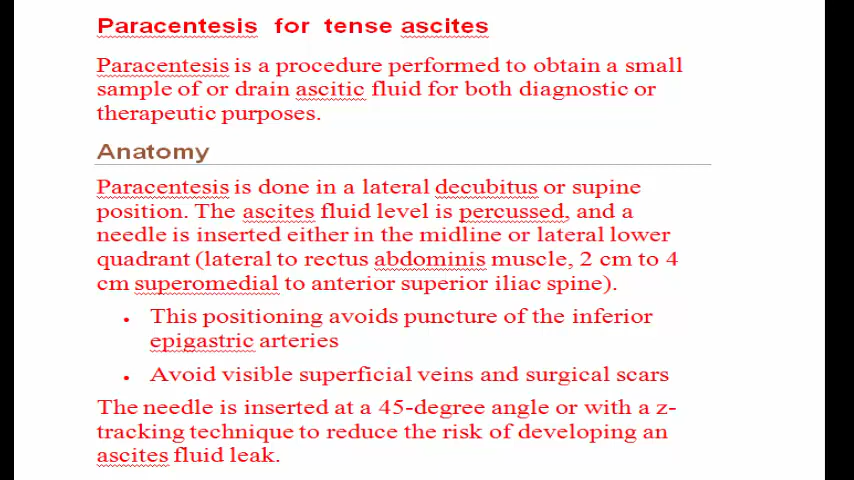 Paracentesis for tense ascites
Paracentesis is a procedure performed to obtain a small
sample of or drain ascitic fluid for both diagnostic or
therapeutic purposes.
Anatomy
Paracentesis is done in a lateral decubitus or supine
position. The ascites fluid level is percussed, and a
needle is inserted either in the midline or lateral lower
quadrant (lateral to rectus abdominis muscle, 2 cm to 4
cm superomedial to anterior superior iliac spine).
• This positioning avoids puncture of the inferior
epigastric arteries
• Avoid visible superficial veins and surgical scars
The needle is inserted at a 45-degree angle or with a z-
tracking technique to reduce the risk of developing an
ascites fluid leak.